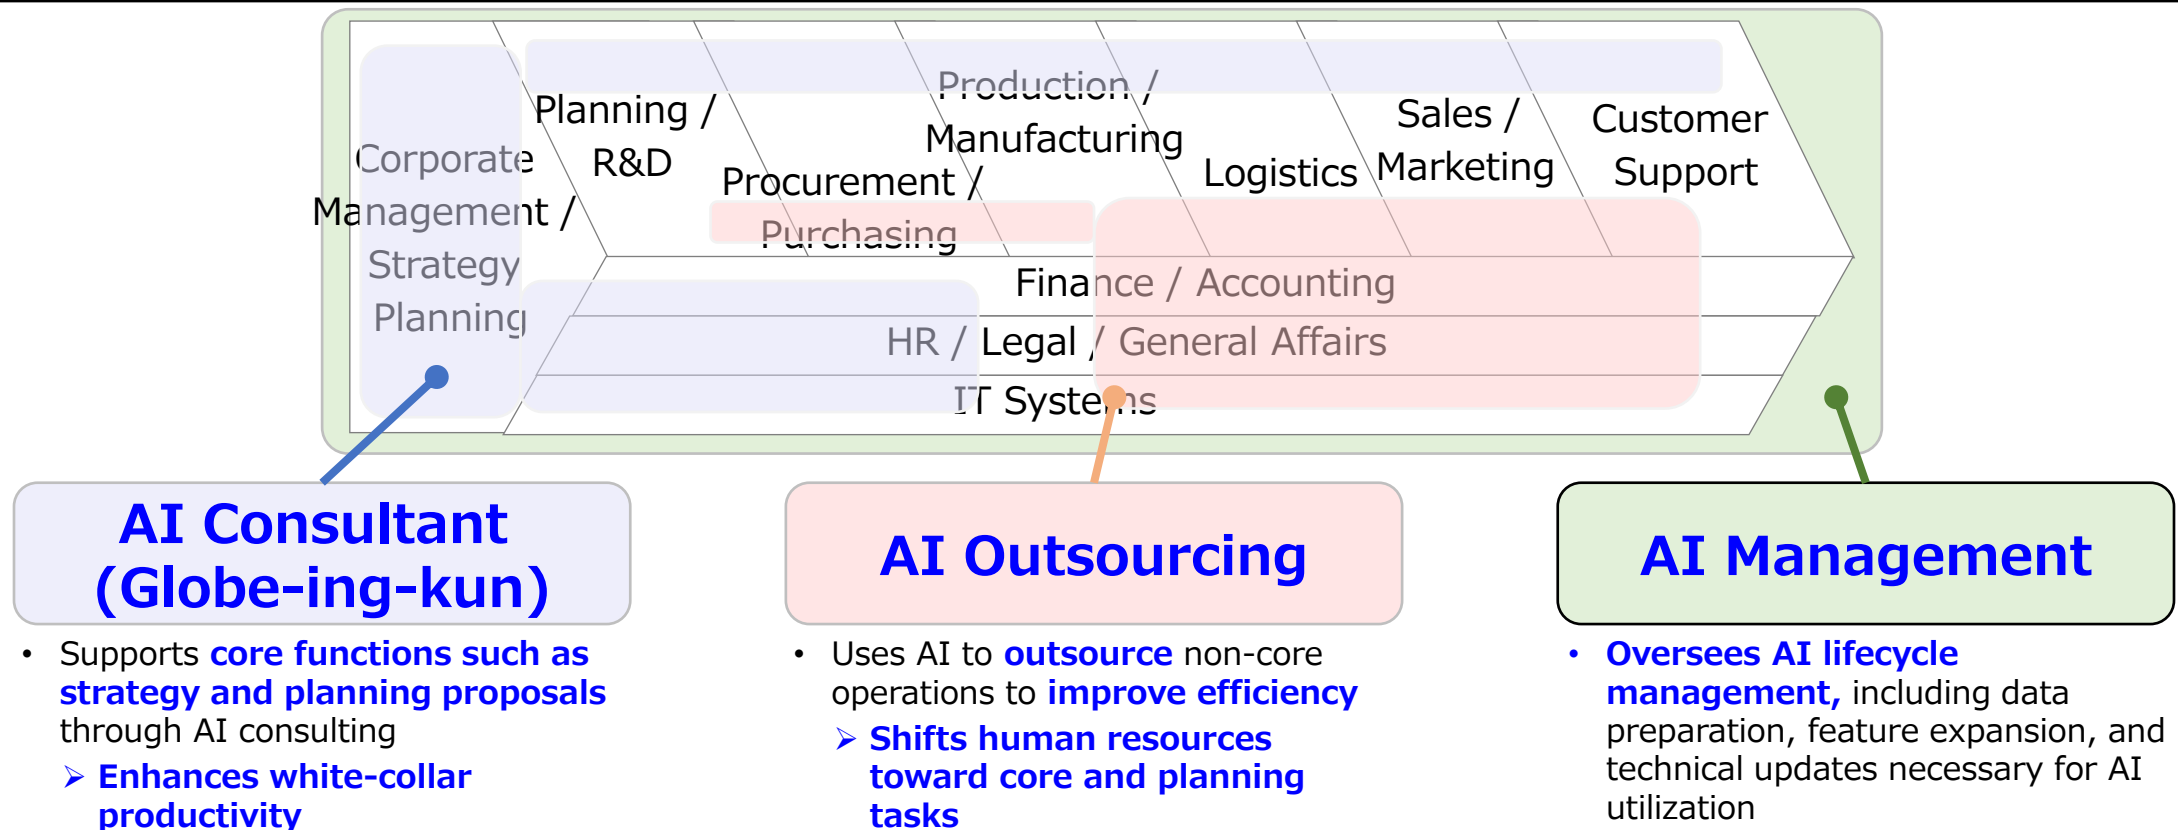 Corporate
Management /
Strategy
Planning
Planning /
R&D
Procurement /
Purchasing
Production /
Manufacturing
Logistics
Sales /
Marketing
Customer
Support
Finance / Accounting
HR / Legal / General Affairs
IT Systems
AI Consultant
(Globe-ing-kun)
• Supports core functions such as
strategy and planning proposals
through AI consulting
➢ Enhances white-collar
productivity
AI Outsourcing
• Uses AI to outsource non-core
operations to improve efficiency
➢ Shifts human resources
toward core and planning
tasks
AI Management
• Oversees AI lifecycle
management, including data
preparation, feature expansion, and
technical updates necessary for AI
utilization